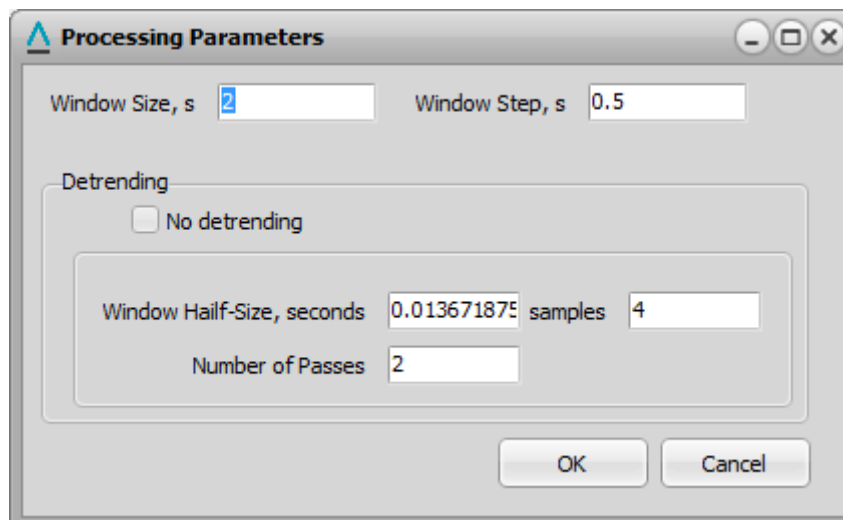 Processing Parameters
Window Size, s 2 Window Step, s 0.5
Detrending
No detrending
Window Hailf-Size, seconds 0.013671875 samples 4
Number of Passes 2
OK Cancel